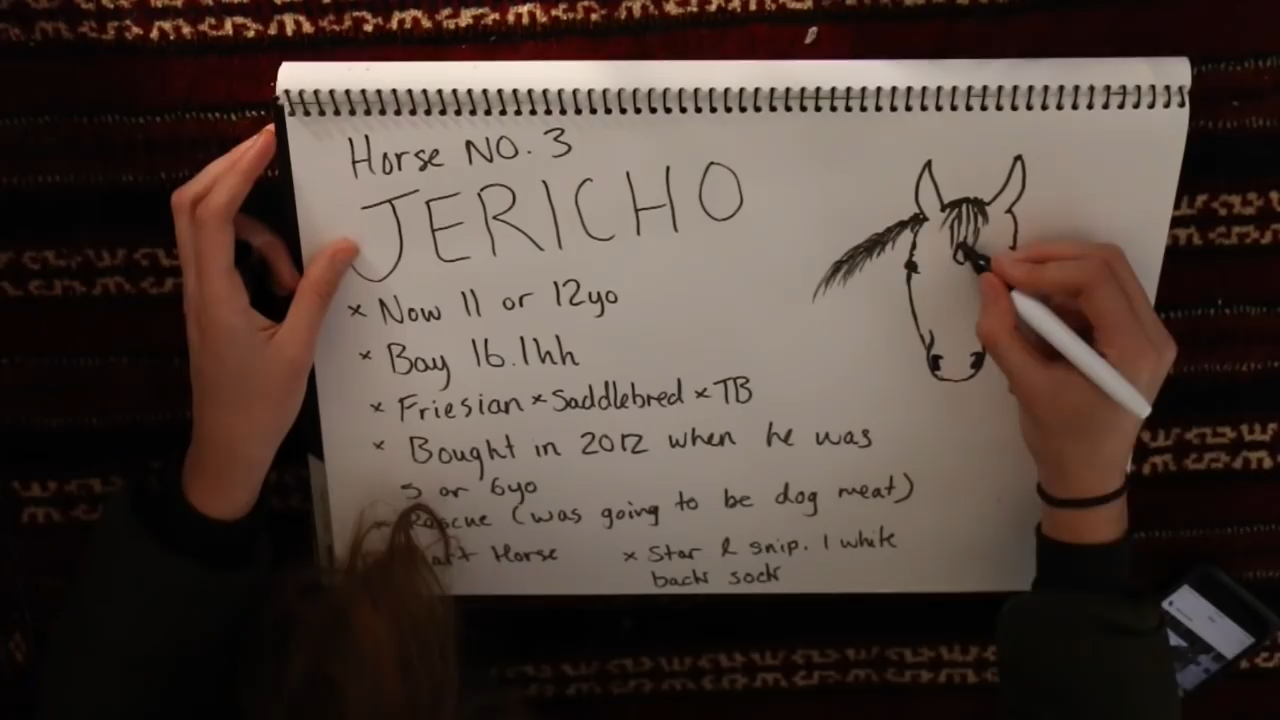 Horse NO. 3
JERICHO
× Now 11 or 12yo
× Bay 16.1hh
× Friesian × Saddlebred × TB
× Bought in 2012 when he was
5 or 6yo
Rescue (was going to be dog meat)
Horse × Star & snip. 1 white
back sock